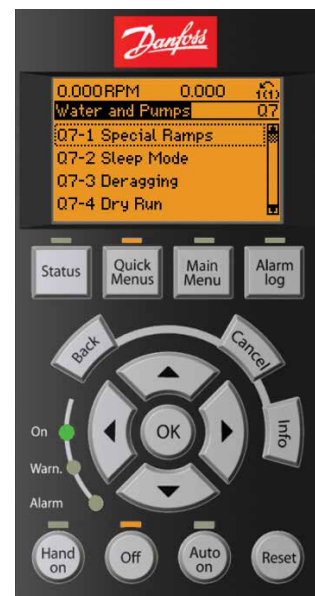 Danfoss
0.000RPM 0.000 1(1)
Water and Pumps Q7
Q7-1 Special Ramps
Q7-2 Sleep Mode
Q7-3 Deragging
Q7-4 Dry Run
Status Quick Menus Main Menu Alarm log
Back Cancel
OK Info
On
Warn.
Alarm
Hand on Off Auto on Reset